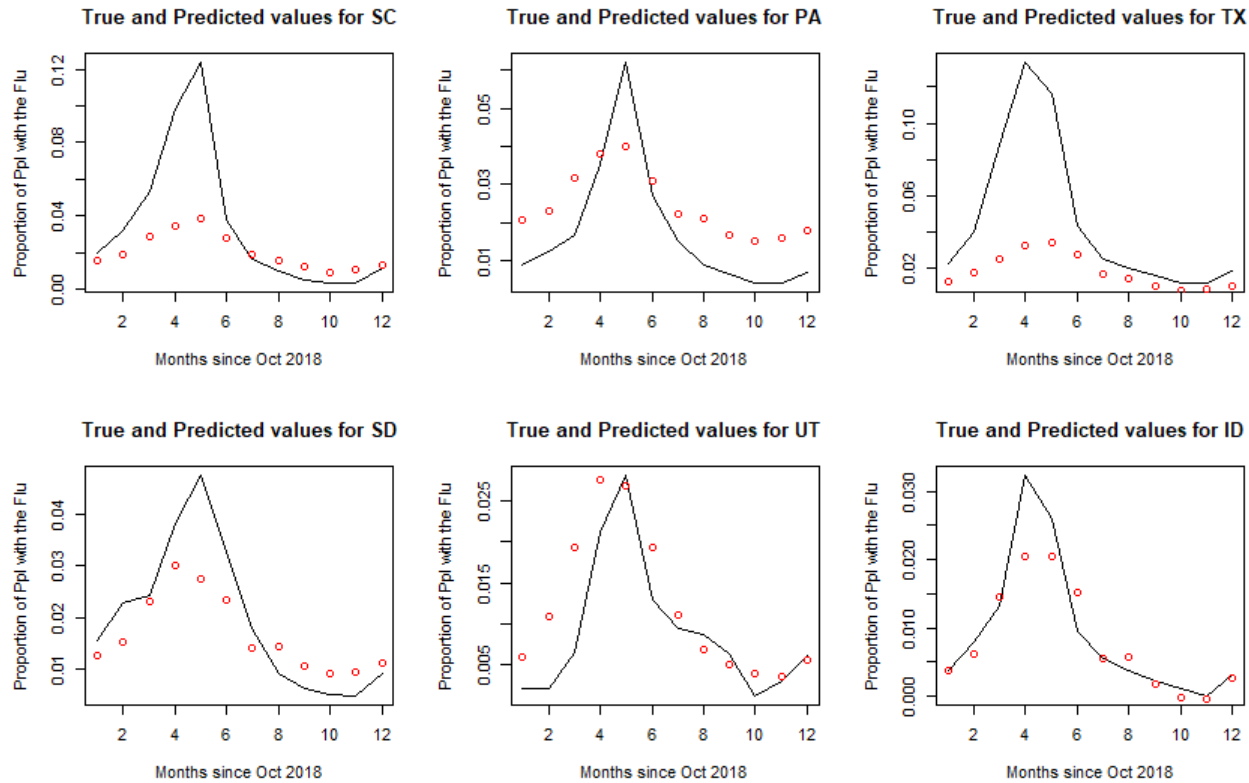 True and Predicted values for SC
Proportion of Ppl with the Flu
0.00 0.04 0.08 0.12
2 4 6 8 10 12
Months since Oct 2018
True and Predicted values for PA
Proportion of Ppl with the Flu
0.01 0.03 0.05
2 4 6 8 10 12
Months since Oct 2018
True and Predicted values for TX
Proportion of Ppl with the Flu
0.02 0.06 0.10
2 4 6 8 10 12
Months since Oct 2018
True and Predicted values for SD
Proportion of Ppl with the Flu
0.01 0.02 0.03 0.04
2 4 6 8 10 12
Months since Oct 2018
True and Predicted values for UT
Proportion of Ppl with the Flu
0.005 0.015 0.025
2 4 6 8 10 12
Months since Oct 2018
True and Predicted values for ID
Proportion of Ppl with the Flu
0.000 0.010 0.020 0.030
2 4 6 8 10 12
Months since Oct 2018